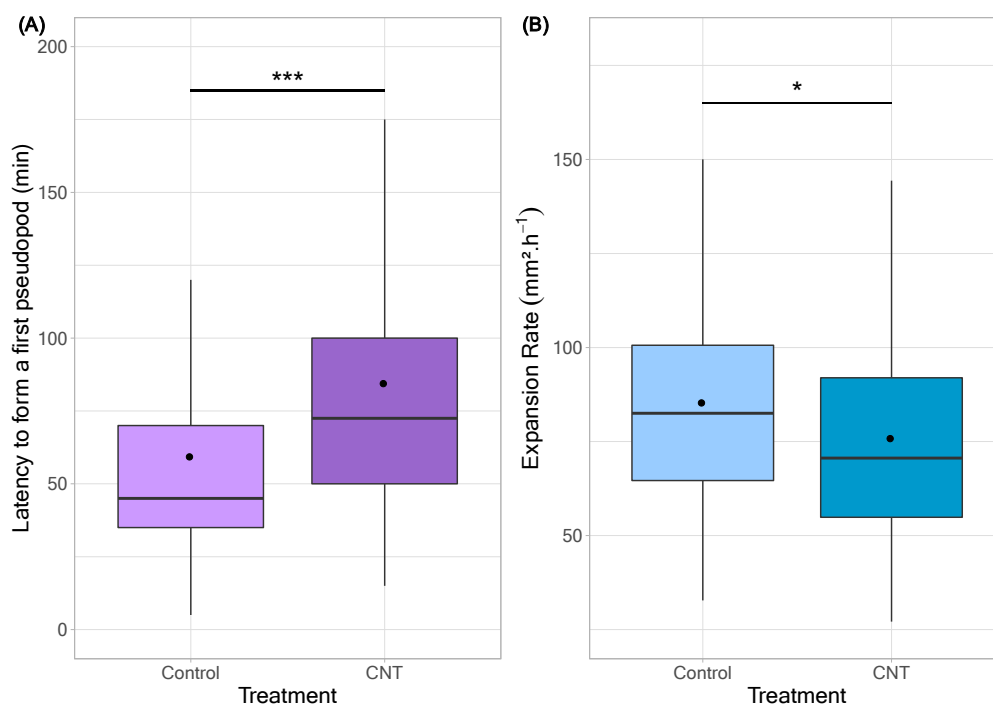 (A)
Latency to form a first pseudopod (min)
200
150
100
50
0
***
Control CNT
Treatment
(B)
Expansion Rate (mm².h⁻¹)
150
100
50
*
Control CNT
Treatment